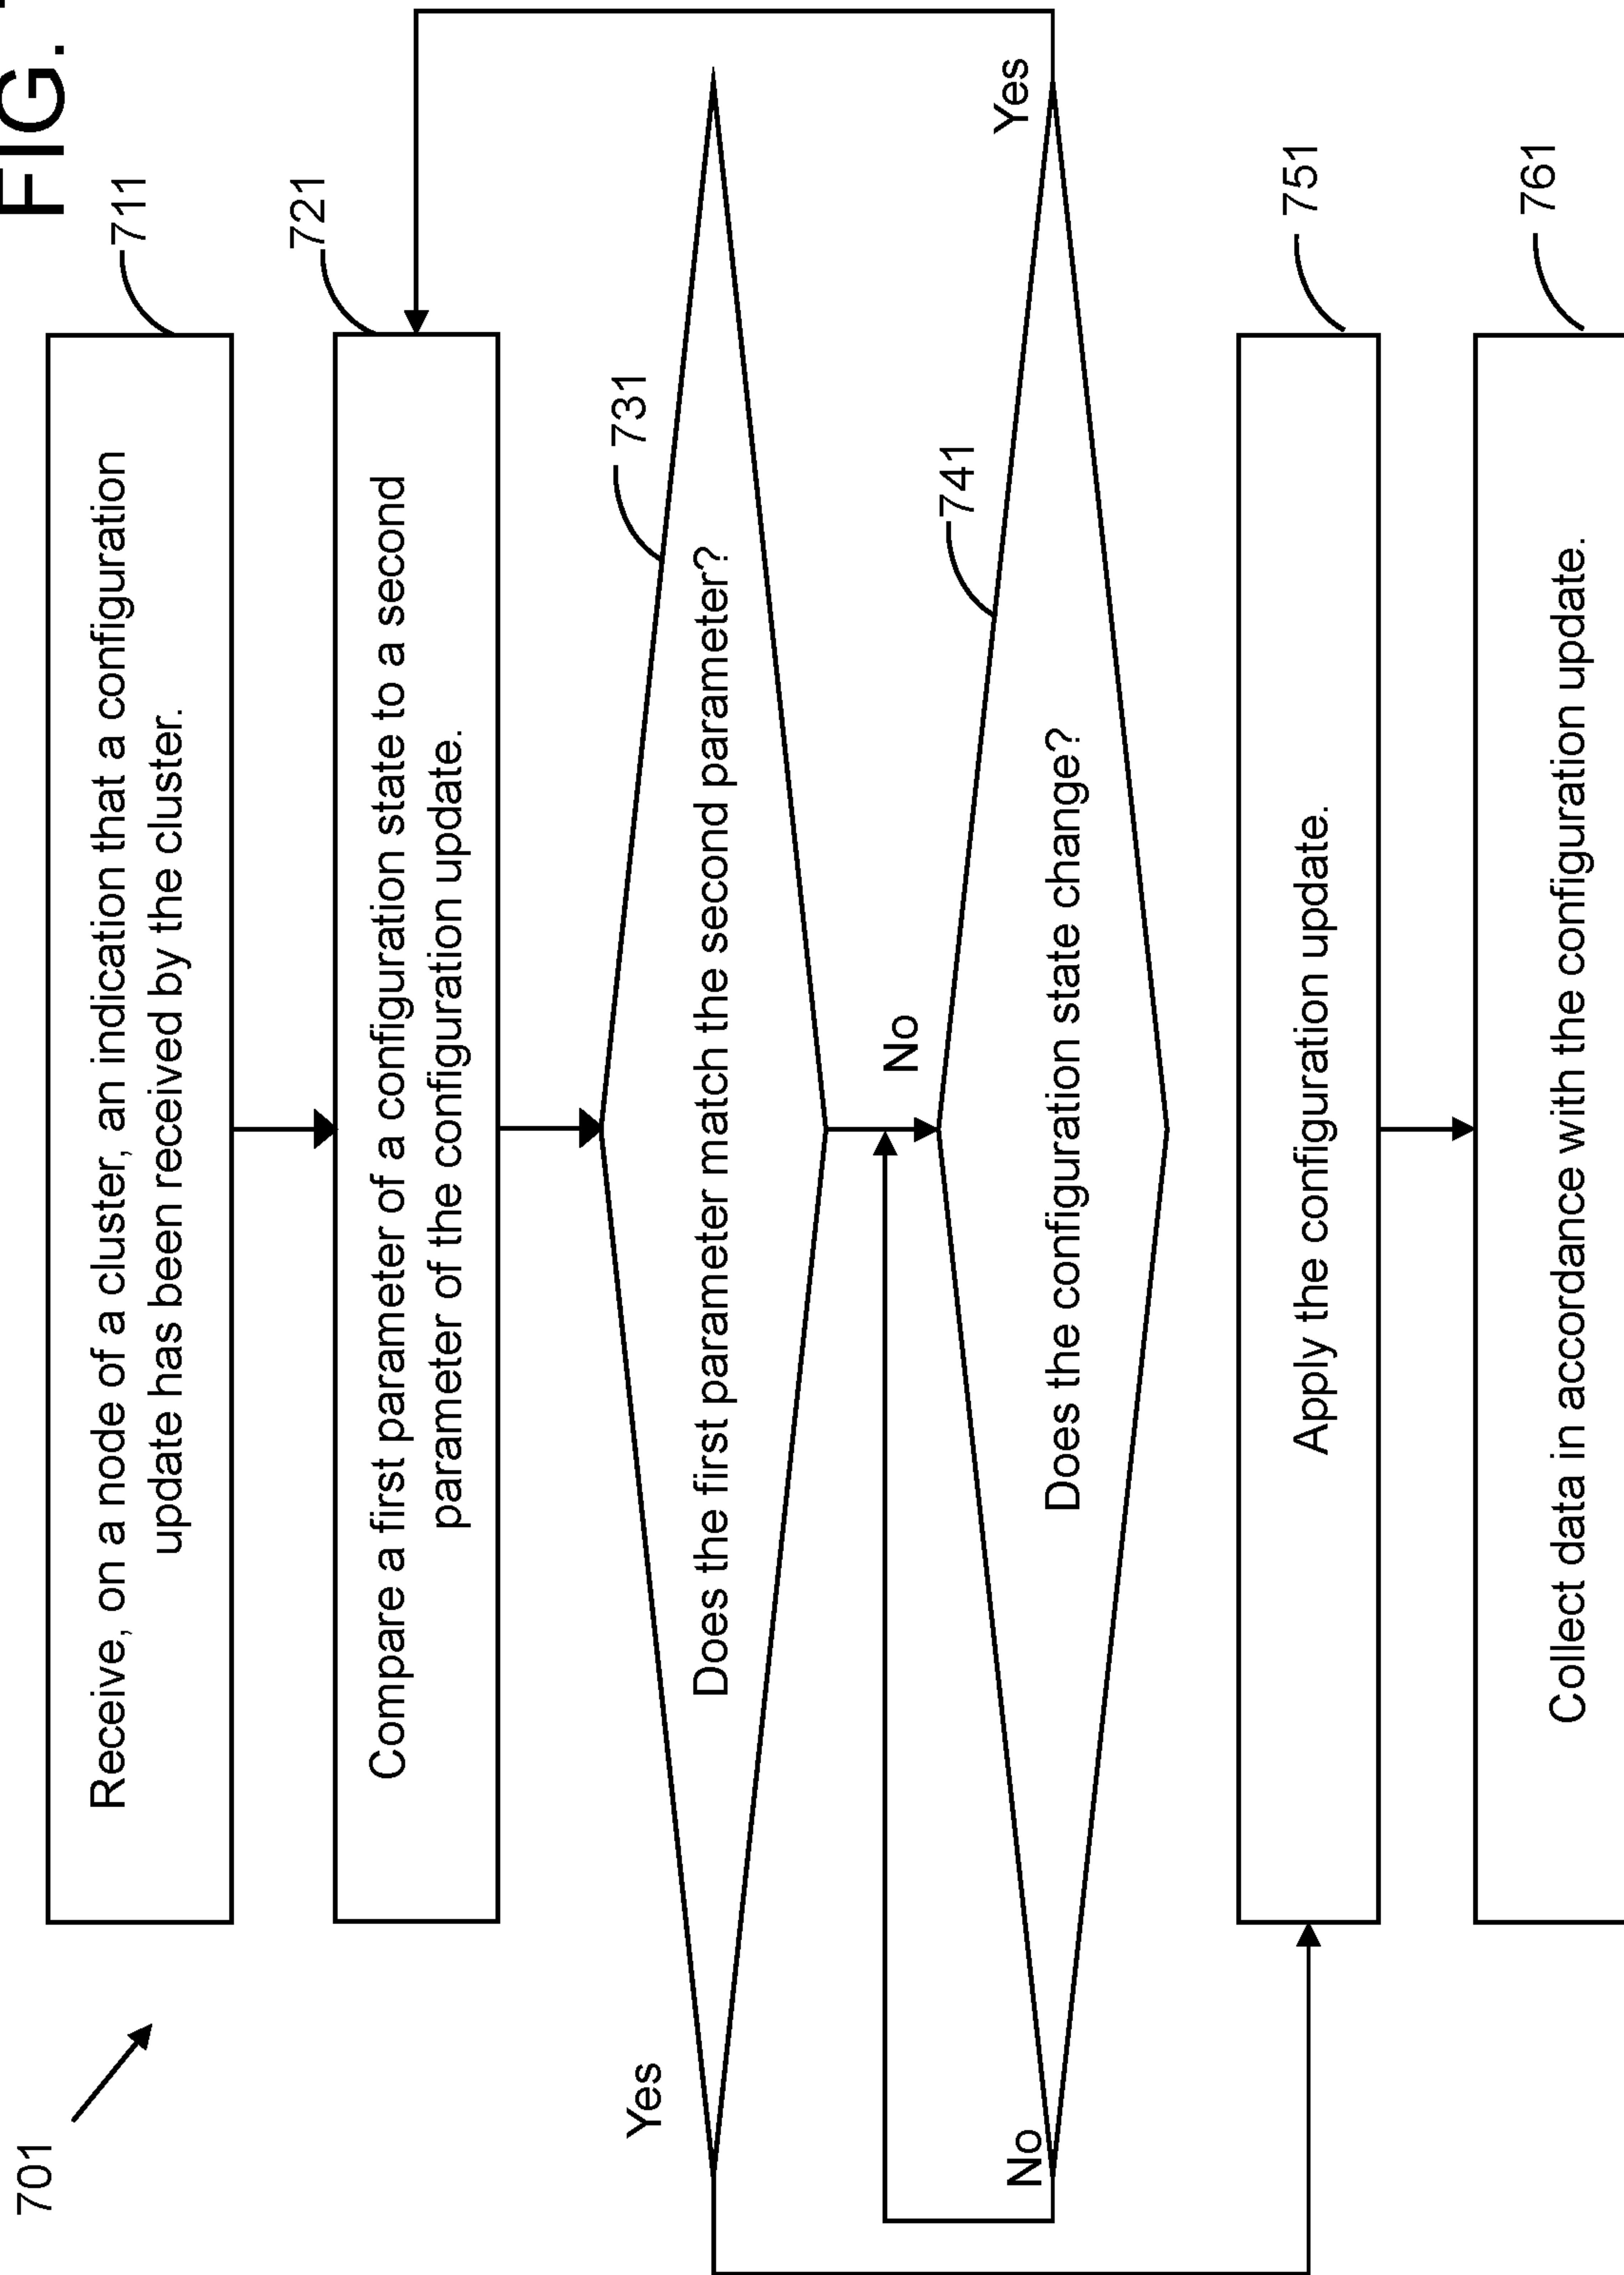 FIG.
701
711
Receive, on a node of a cluster, an indication that a configuration
update has been received by the cluster.
721
Compare a first parameter of a configuration state to a second
parameter of the configuration update.
731
Yes
Does the first parameter match the second parameter?
No
741
Yes
No
Does the configuration state change?
751
Apply the configuration update.
761
Collect data in accordance with the configuration update.